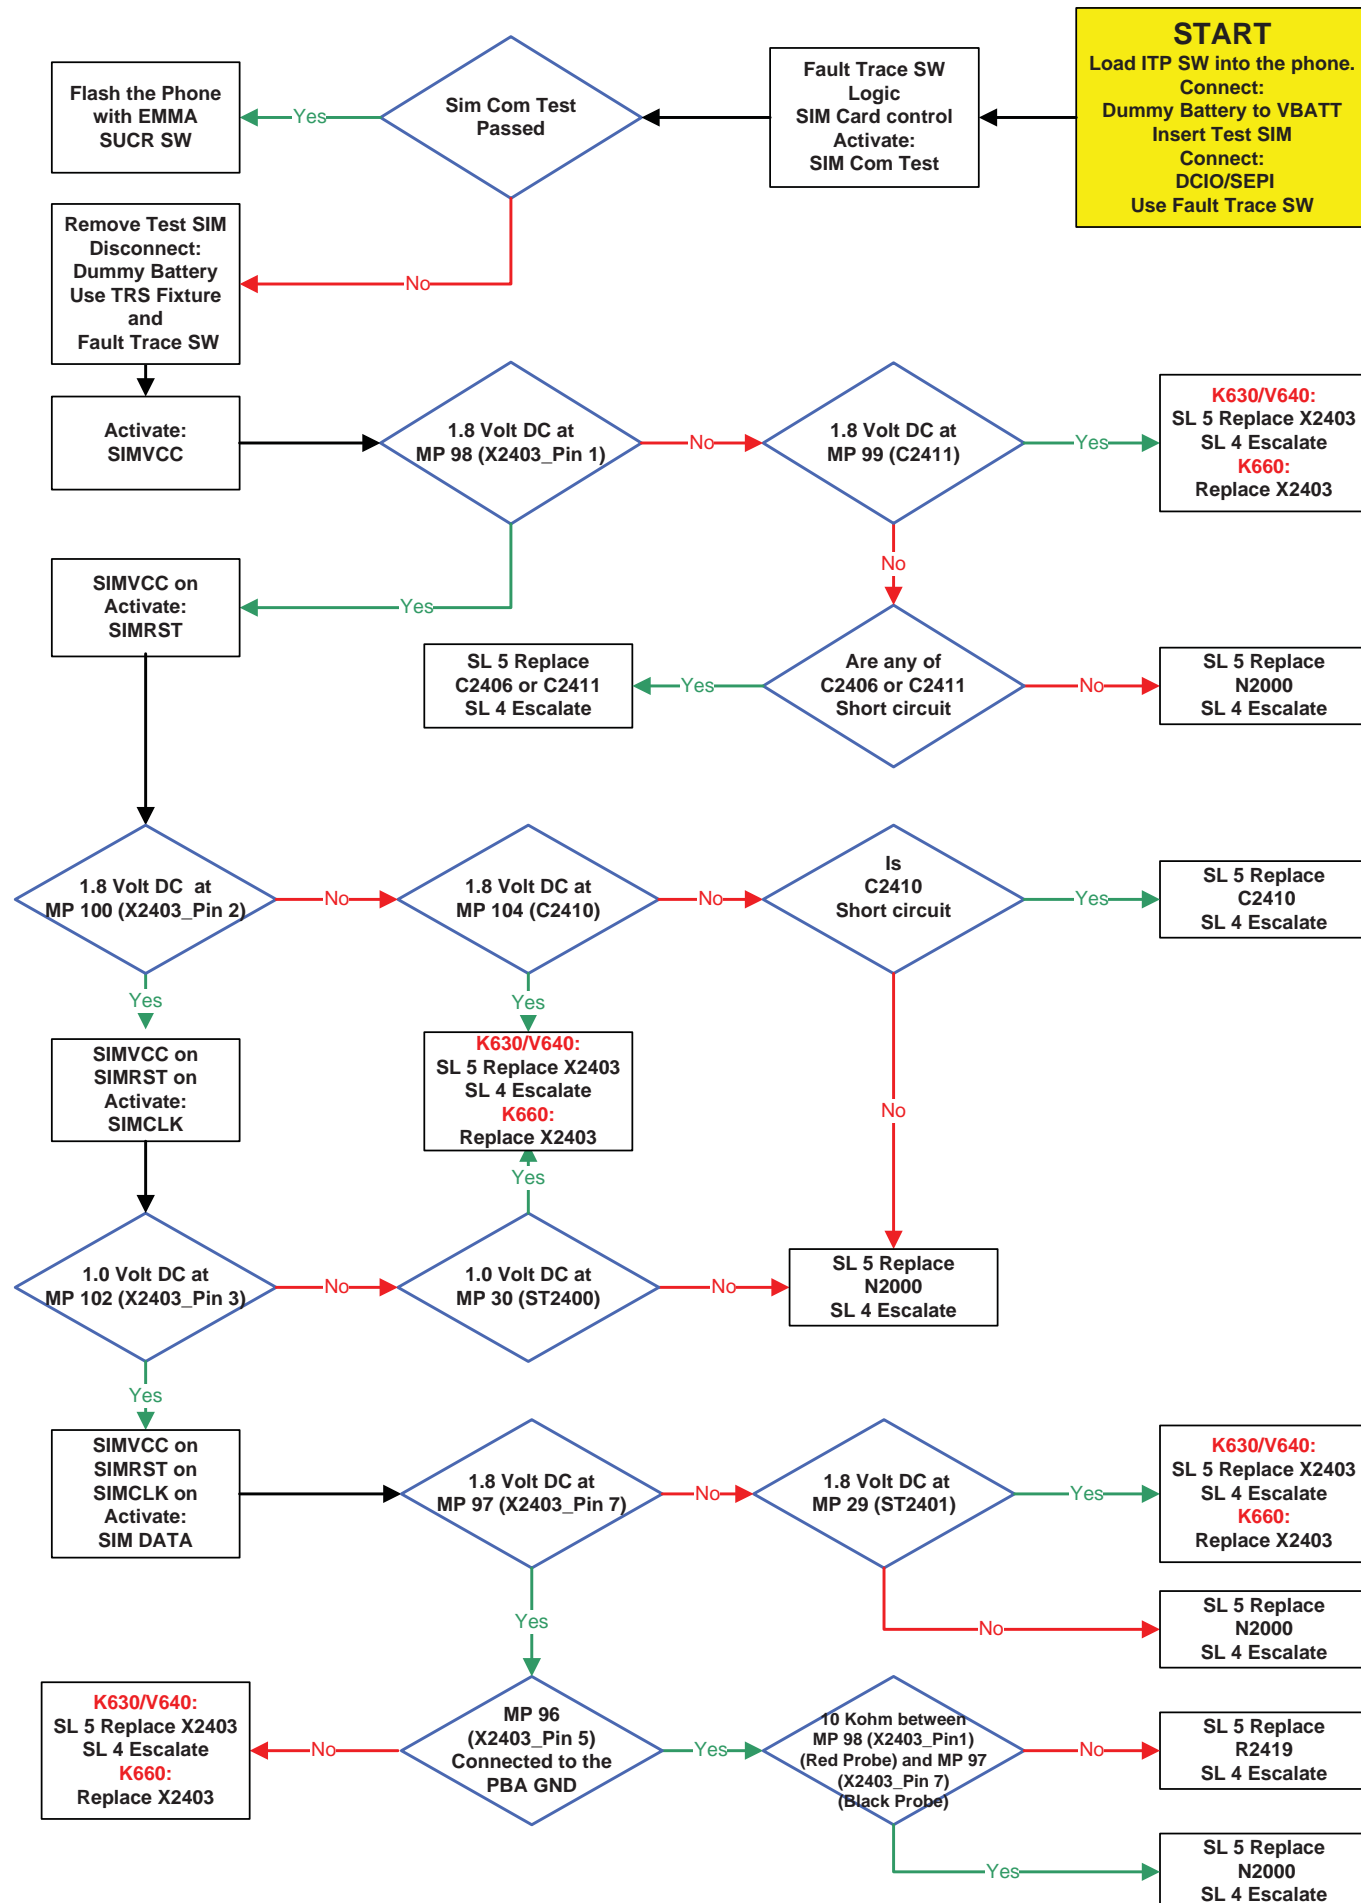 START
Load ITP SW into the phone.
Connect:
Dummy Battery to VBATT
Insert Test SIM
Connect:
DCIO/SEPI
Use Fault Trace SW
Fault Trace SW
Logic
SIM Card control
Activate:
SIM Com Test
Sim Com Test
Passed
Yes
Flash the Phone
with EMMA
SUCR SW
No
Remove Test SIM
Disconnect:
Dummy Battery
Use TRS Fixture
and
Fault Trace SW
Activate:
SIMVCC
1.8 Volt DC at
MP 98 (X2403_Pin 1)
No
1.8 Volt DC at
MP 99 (C2411)
Yes
K630/V640:
SL 5 Replace X2403
SL 4 Escalate
K660:
Replace X2403
No
Yes
SIMVCC on
Activate:
SIMRST
SL 5 Replace
C2406 or C2411
SL 4 Escalate
Yes
Are any of
C2406 or C2411
Short circuit
No
SL 5 Replace
N2000
SL 4 Escalate
1.8 Volt DC at
MP 100 (X2403_Pin 2)
No
1.8 Volt DC at
MP 104 (C2410)
No
Is
C2410
Short circuit
Yes
SL 5 Replace
C2410
SL 4 Escalate
Yes
Yes
SIMVCC on
SIMRST on
Activate:
SIMCLK
K630/V640:
SL 5 Replace X2403
SL 4 Escalate
K660:
Replace X2403
No
Yes
1.0 Volt DC at
MP 102 (X2403_Pin 3)
No
1.0 Volt DC at
MP 30 (ST2400)
No
SL 5 Replace
N2000
SL 4 Escalate
Yes
SIMVCC on
SIMRST on
SIMCLK on
Activate:
SIM DATA
1.8 Volt DC at
MP 97 (X2403_Pin 7)
No
1.8 Volt DC at
MP 29 (ST2401)
Yes
K630/V640:
SL 5 Replace X2403
SL 4 Escalate
K660:
Replace X2403
Yes
No
SL 5 Replace
N2000
SL 4 Escalate
K630/V640:
SL 5 Replace X2403
SL 4 Escalate
K660:
Replace X2403
No
MP 96
(X2403_Pin 5)
Connected to the
PBA GND
Yes
10 Kohm between
MP 98 (X2403_Pin1)
(Red Probe) and MP 97
(X2403_Pin 7)
(Black Probe)
No
SL 5 Replace
R2419
SL 4 Escalate
Yes
SL 5 Replace
N2000
SL 4 Escalate